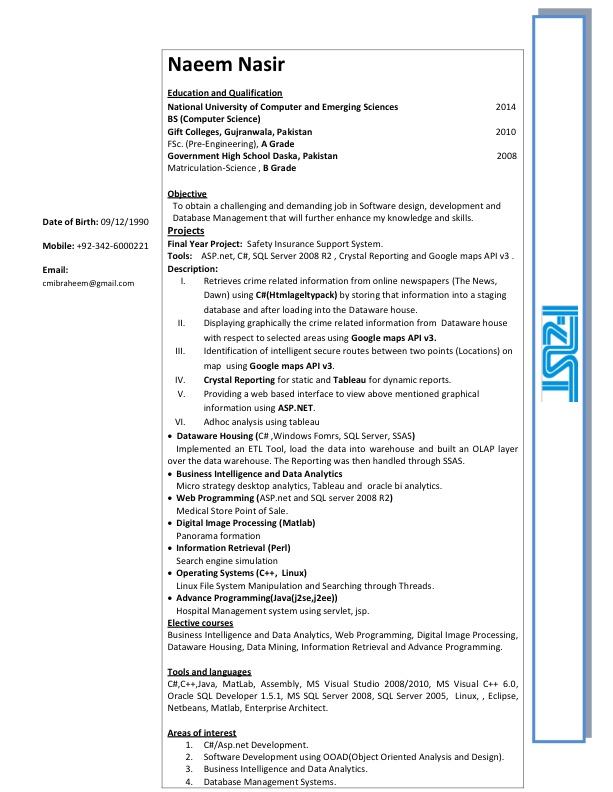 Naeem Nasir
Education and Qualification
National University of Computer and Emerging Sciences 2014
BS (Computer Science)
Gift Colleges, Gujranwala, Pakistan 2010
FSc. (Pre-Engineering), A Grade
Government High School Daska, Pakistan 2008
Matriculation-Science , B Grade
Objective
To obtain a challenging and demanding job in Software design, development and
Database Management that will further enhance my knowledge and skills.
Date of Birth: 09/12/1990
Mobile: +92-342-6000221
Email:
cmibraheem@gmail.com
Projects
Final Year Project: Safety Insurance Support System.
Tools: ASP.net, C#, SQL Server 2008 R2 , Crystal Reporting and Google maps API v3 .
Description:
I. Retrieves crime related information from online newspapers (The News,
Dawn) using C#(Htmlageltypack) by storing that information into a staging
database and after loading into the Dataware house.
II. Displaying graphically the crime related information from Dataware house
with respect to selected areas using Google maps API v3.
III. Identification of intelligent secure routes between two points (Locations) on
map using Google maps API v3.
IV. Crystal Reporting for static and Tableau for dynamic reports.
V. Providing a web based interface to view above mentioned graphical
information using ASP.NET.
VI. Adhoc analysis using tableau
• Dataware Housing (C# ,Windows Fomrs, SQL Server, SSAS)
Implemented an ETL Tool, load the data into warehouse and built an OLAP layer
over the data warehouse. The Reporting was then handled through SSAS.
• Business Intelligence and Data Analytics
Micro strategy desktop analytics, Tableau and oracle bi analytics.
• Web Programming (ASP.net and SQL server 2008 R2)
Medical Store Point of Sale.
• Digital Image Processing (Matlab)
Panorama formation
• Information Retrieval (Perl)
Search engine simulation
• Operating Systems (C++, Linux)
Linux File System Manipulation and Searching through Threads.
• Advance Programming(Java(j2se,j2ee))
Hospital Management system using servlet, jsp.
Elective courses
Business Intelligence and Data Analytics, Web Programming, Digital Image Processing,
Dataware Housing, Data Mining, Information Retrieval and Advance Programming.
Tools and languages
C#,C++,Java, MatLab, Assembly, MS Visual Studio 2008/2010, MS Visual C++ 6.0,
Oracle SQL Developer 1.5.1, MS SQL Server 2008, SQL Server 2005, Linux, , Eclipse,
Netbeans, Matlab, Enterprise Architect.
Areas of interest
1. C#/Asp.net Development.
2. Software Development using OOAD(Object Oriented Analysis and Design).
3. Business Intelligence and Data Analytics.
4. Database Management Systems.
FAST